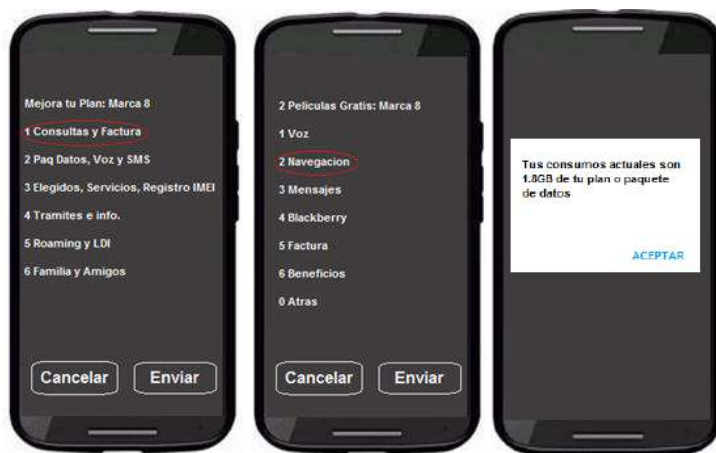 Mejora tu Plan: Marca 8
1 Consultas y Factura
2 Paq Datos, Voz y SMS
3 Elegidos, Servicios, Registro IMEI
4 Tramites e info.
5 Roaming y LDI
6 Familia y Amigos
Cancelar
Enviar
2 Peliculas Gratis: Marca 8
1 Voz
2 Navegacion
3 Mensajes
4 Blackberry
5 Factura
6 Beneficios
0 Atras
Cancelar
Enviar
Tus consumos actuales son
1.8GB de tu plan o paquete
de datos
ACEPTAR